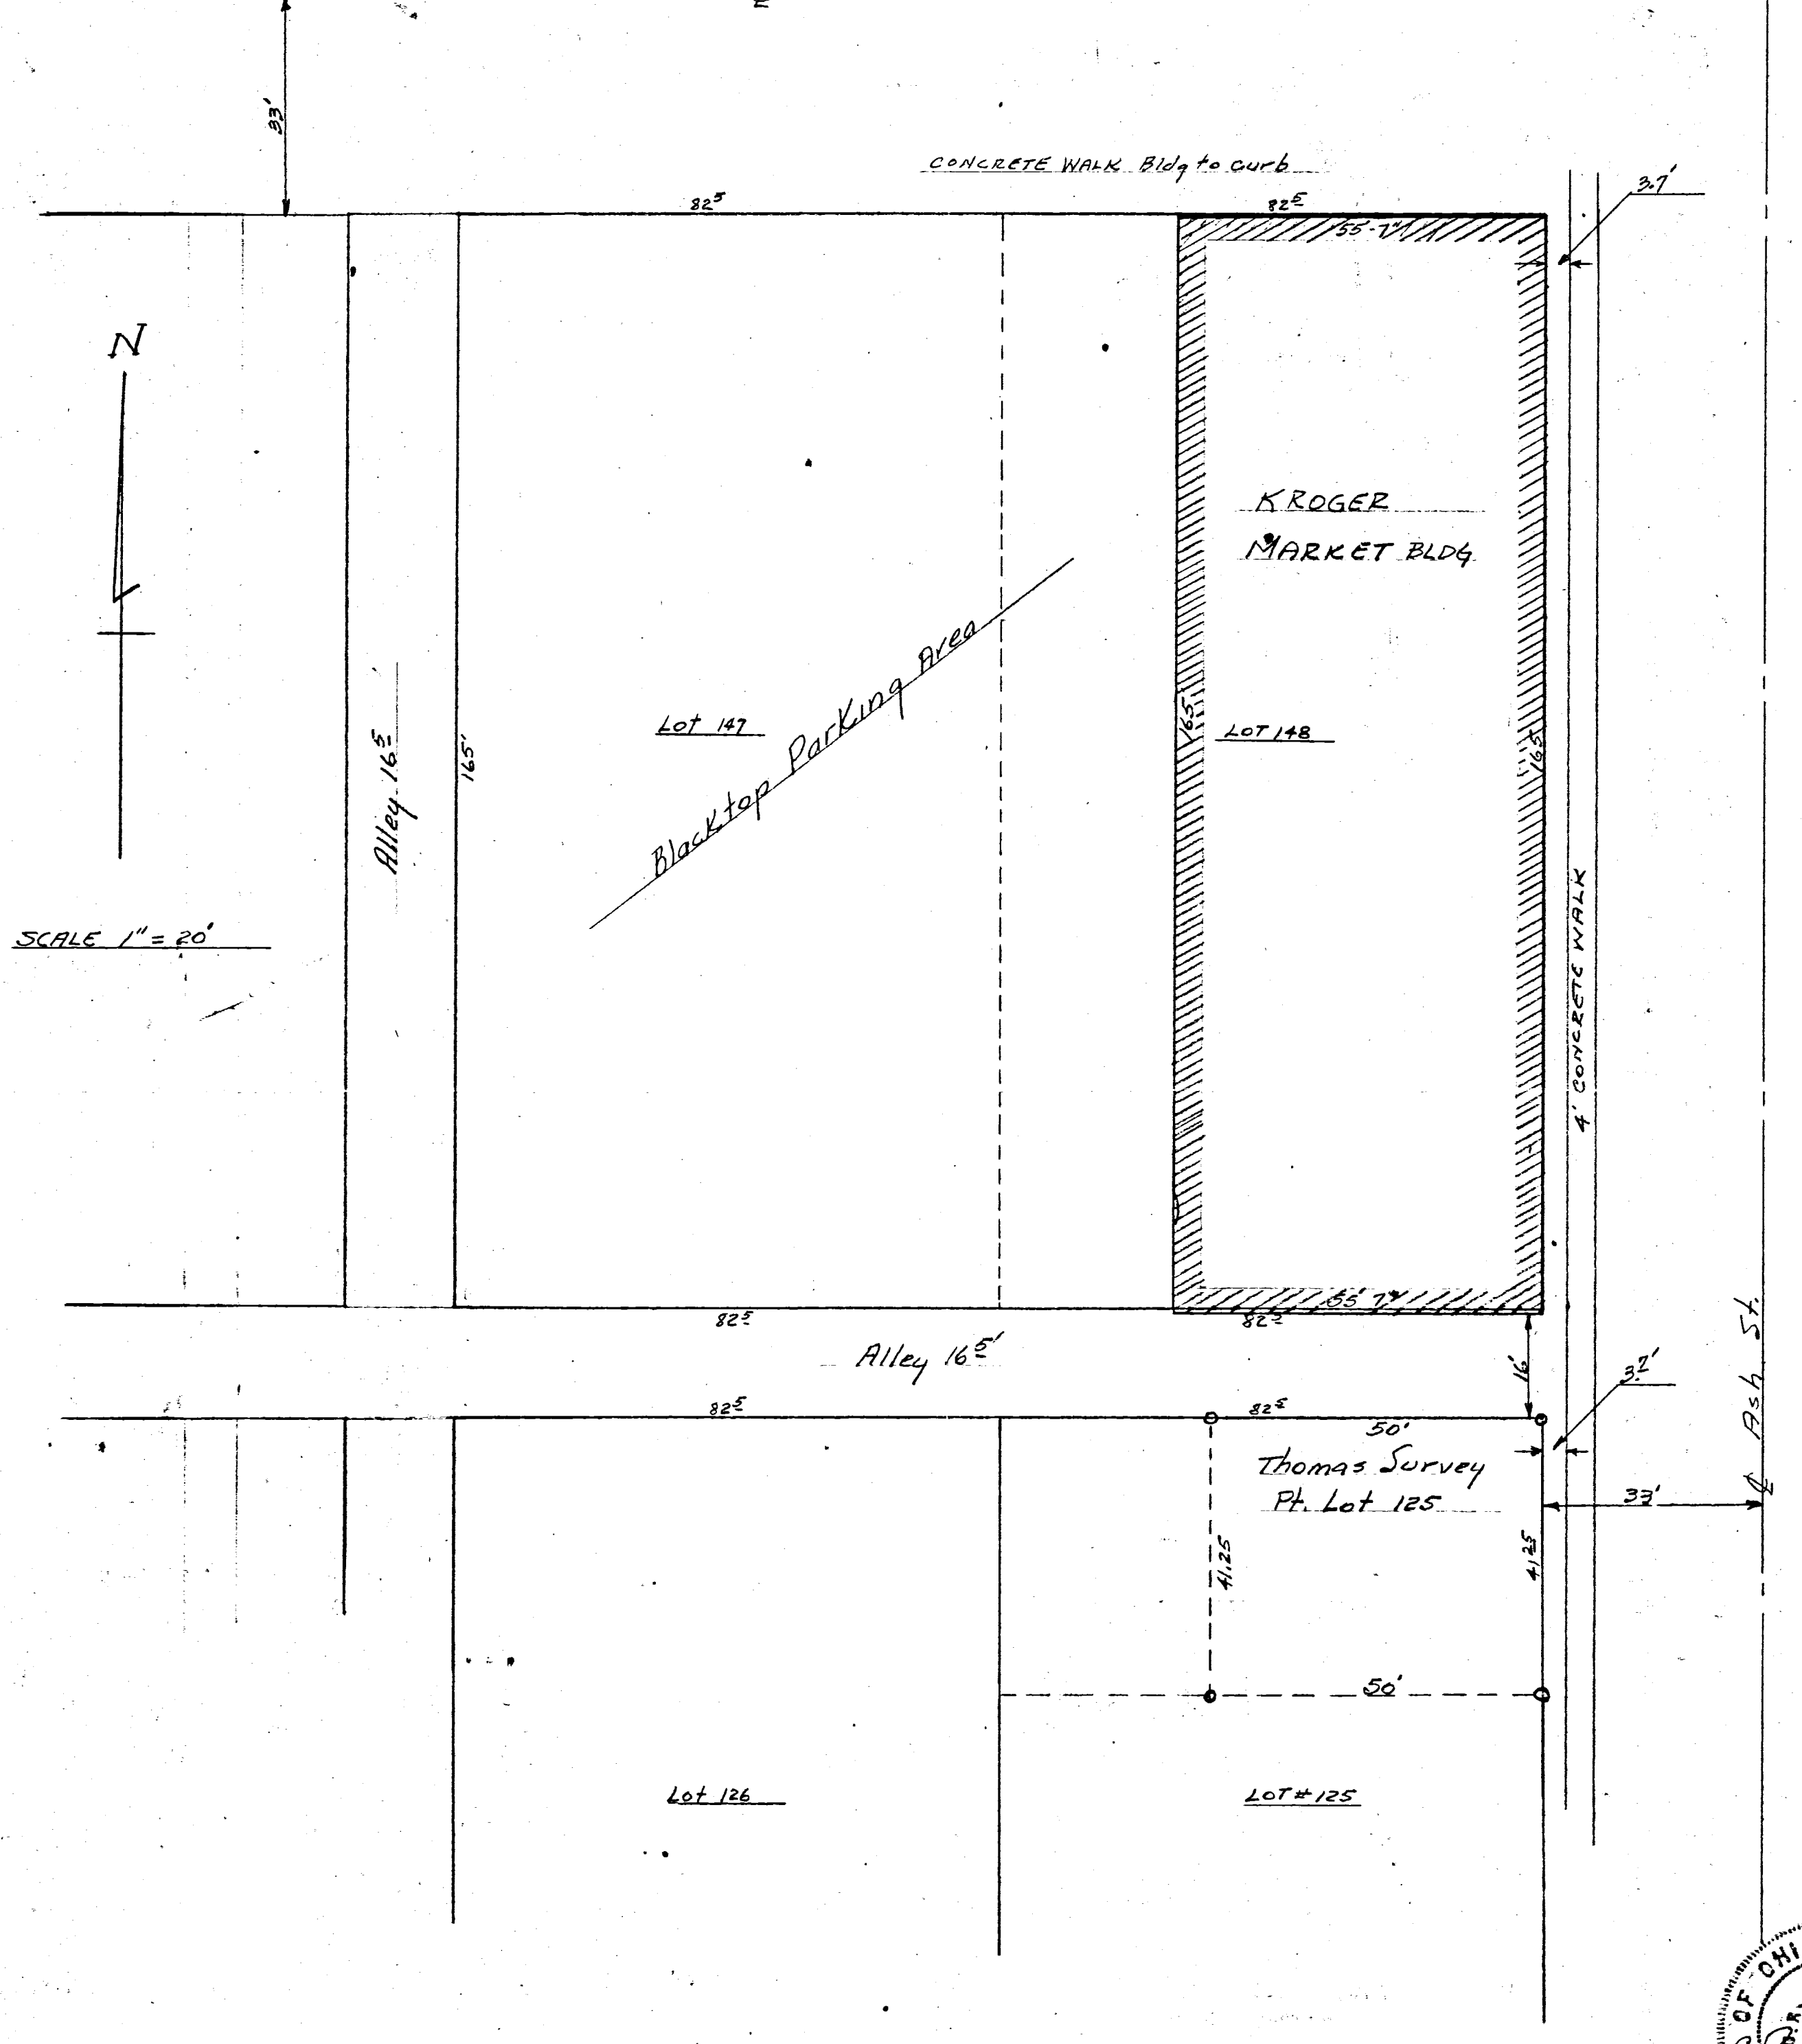 33'
CONCRETE WALK Bldg to curb
3.7'
82⁵
82⁵
55'-7"
N
KROGER
MARKET BLDG
Lot 147
Blacktop Parking Area
165'
LOT 148
165'
Alley 16⁵'
165'
SCALE 1" = 20'
4' CONCRETE WALK
55'7"
82⁵
82⁵
Alley 16⁵'
16'
3.7'
℄ Ash St.
82⁵
82⁵
50'
Thomas Survey
Pt. Lot 125
33'
41.25
41.25
50'
Lot 126
LOT # 125
OF OHI